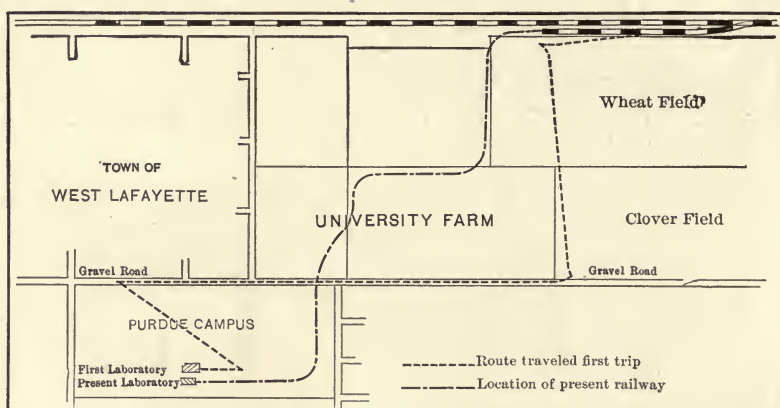 Wheat Field
TOWN OF
WEST LAFAYETTE
UNIVERSITY FARM
Clover Field
Gravel Road
Gravel Road
PURDUE CAMPUS
First Laboratory
Present Laboratory
Route traveled first trip
Location of present railway